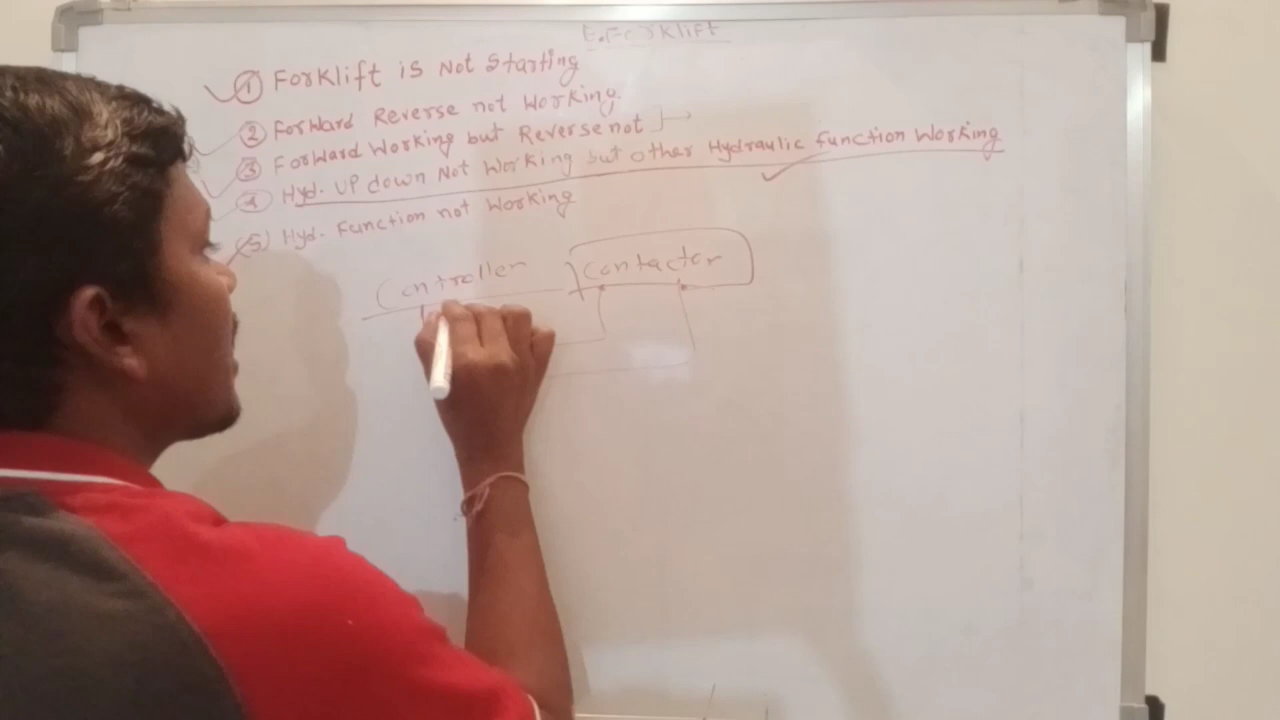 E.Forklift
① Forklift is Not Starting
② Forward Reverse not Working.
③ Forward Working but Reverse not
④ Hyd. UP down Not Working but other Hydraulic function Working
(5) Hyd. Function not Working
Controller
Contactor